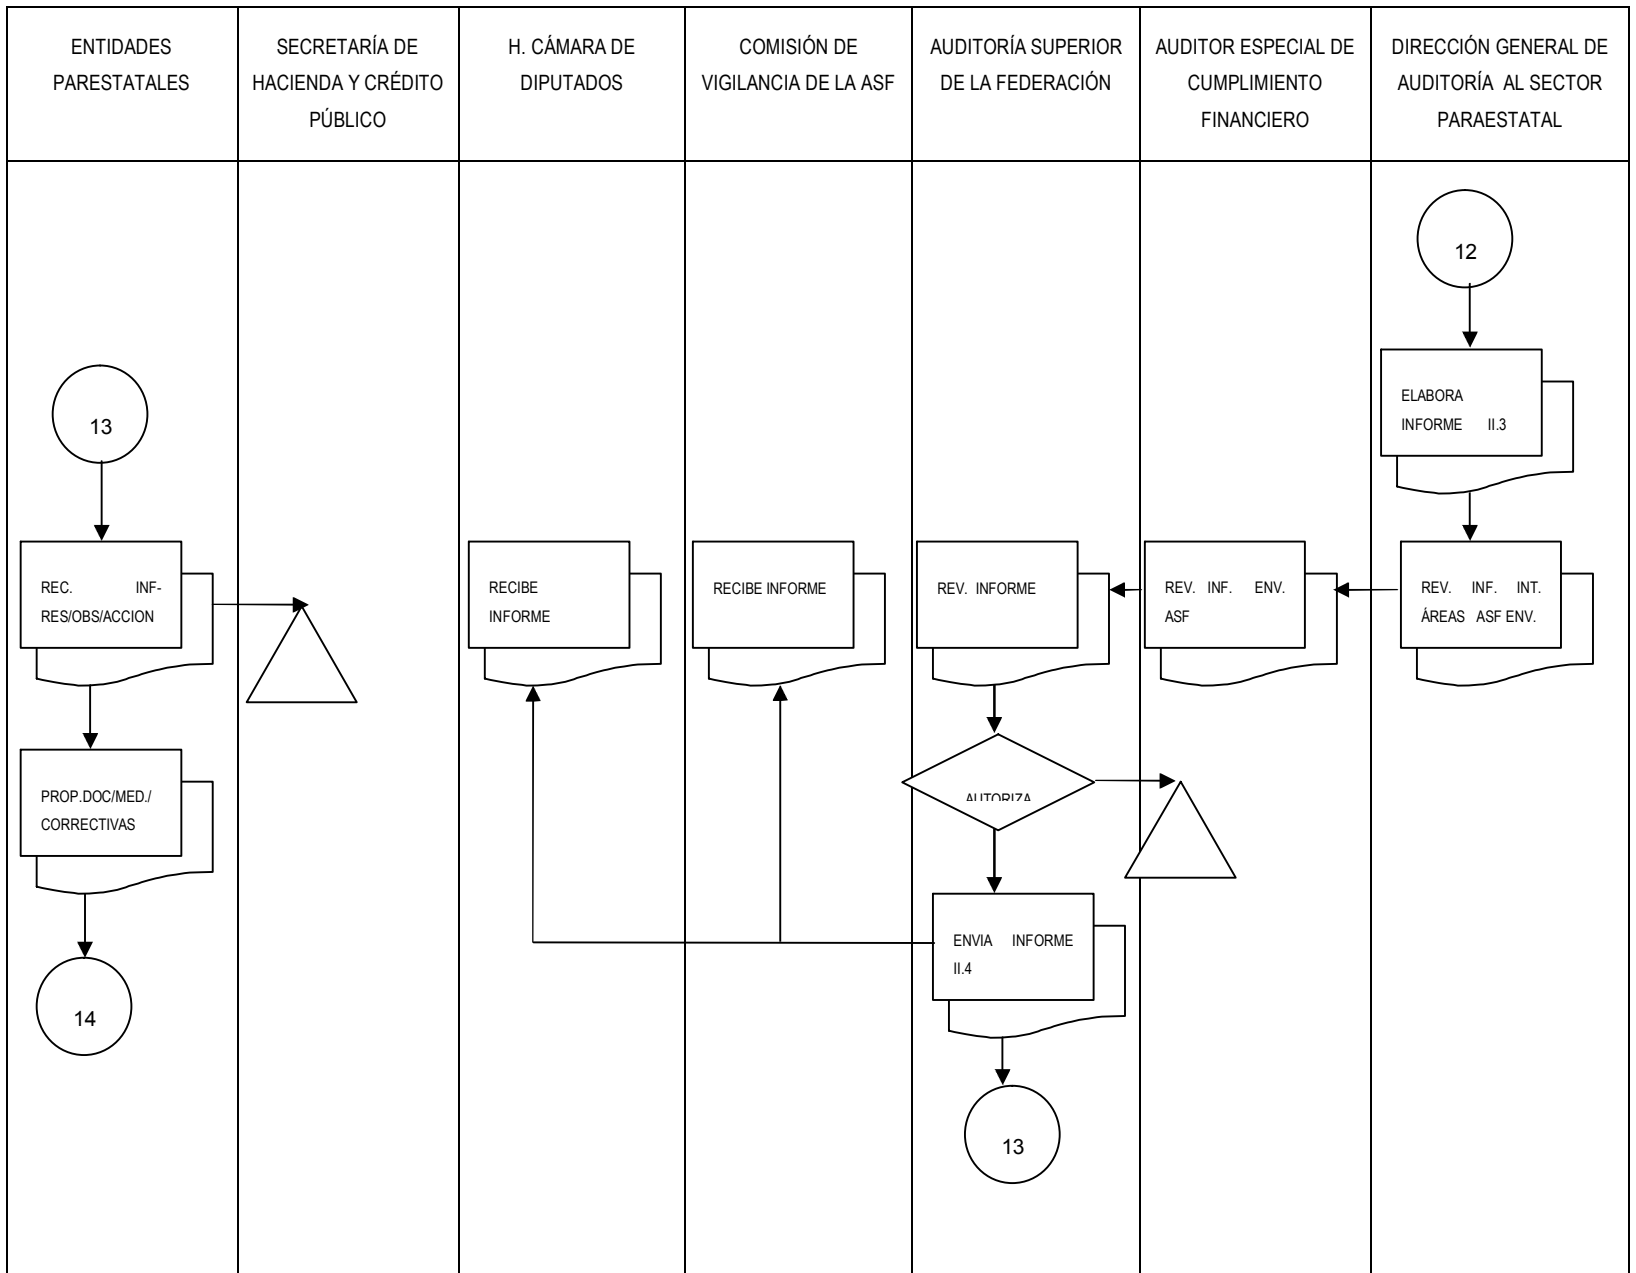 ENTIDADES
PARESTATALES
SECRETARÍA DE
HACIENDA Y CRÉDITO
PÚBLICO
H. CÁMARA DE
DIPUTADOS
COMISIÓN DE
VIGILANCIA DE LA ASF
AUDITORÍA SUPERIOR
DE LA FEDERACIÓN
AUDITOR ESPECIAL DE
CUMPLIMIENTO
FINANCIERO
DIRECCIÓN GENERAL DE
AUDITORÍA AL SECTOR
PARAESTATAL
12
ELABORA
INFORME II.3
13
REC. INF-
RES/OBS/ACCION
RECIBE
INFORME
RECIBE INFORME
REV. INFORME
REV. INF. ENV.
ASF
REV. INF. INT.
ÁREAS ASF ENV.
PROP.DOC/MED./
CORRECTIVAS
AUTORIZA
ENVIA INFORME
II.4
14
13